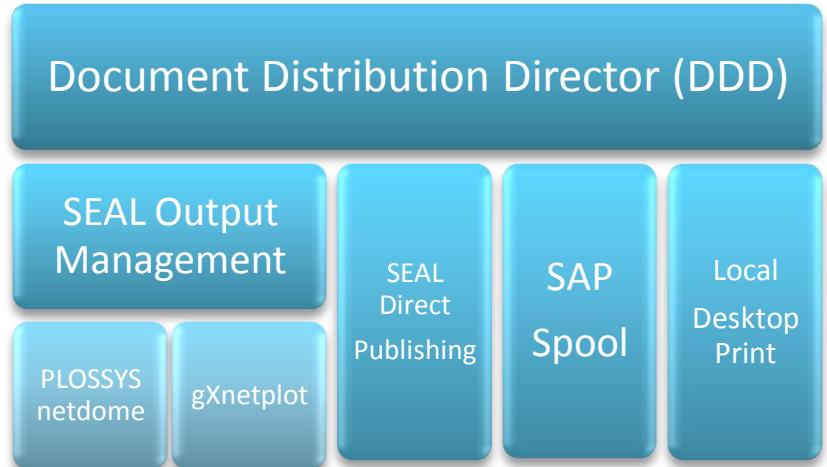 Document Distribution Director (DDD)
SEAL Output
Management
PLOSSYS
netdome
gXnetplot
SEAL
Direct
Publishing
SAP
Spool
Local
Desktop
Print